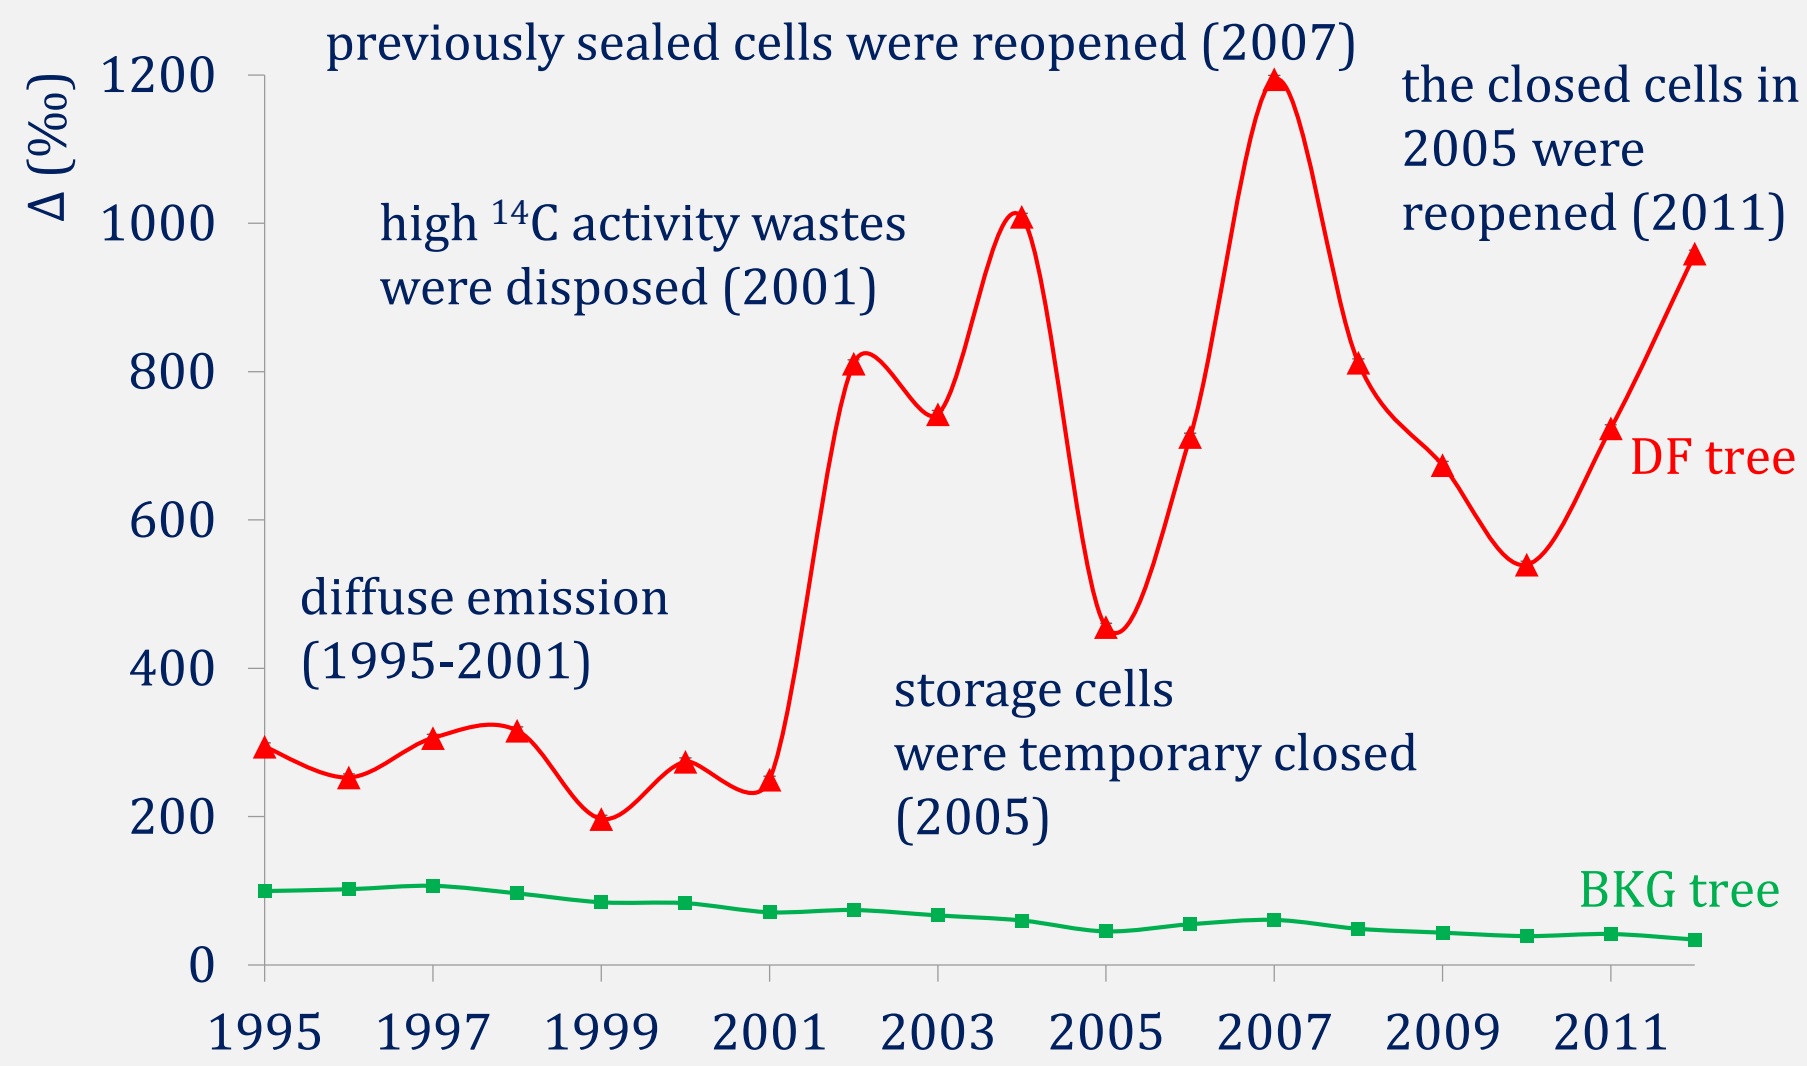 previously sealed cells were reopened (2007)
Δ (‰)
1200
1000
800
600
400
200
0
the closed cells in
2005 were
reopened (2011)
high ¹⁴C activity wastes
were disposed (2001)
DF tree
diffuse emission
(1995-2001)
storage cells
were temporary closed
(2005)
BKG tree
1995 1997 1999 2001 2003 2005 2007 2009 2011